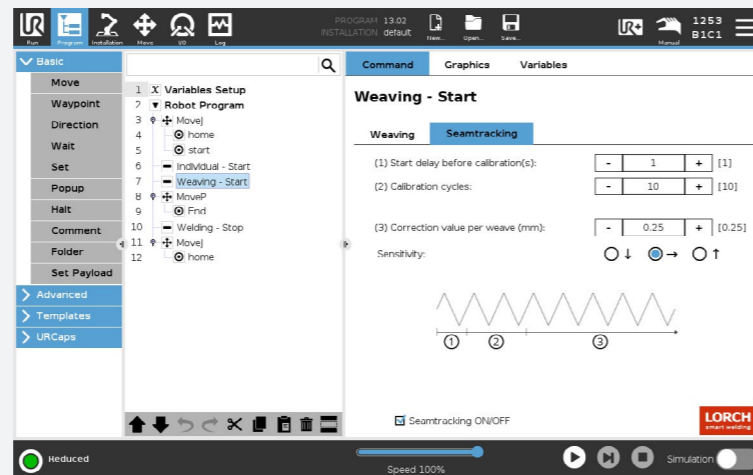 UR
Run
Program
Installation
Move
I/O
Log
PROGRAM 13.02
INSTALLATION default
New...
Open...
Save...
UR+
Manual
1253
B1C1
Basic
Move
Waypoint
Direction
Wait
Set
Popup
Halt
Comment
Folder
Set Payload
Advanced
Templates
URCaps
1 X Variables Setup
2 Robot Program
3 MoveJ
4 home
5 start
6 Individual - Start
7 Weaving - Start
8 MoveP
9 End
10 Welding - Stop
11 MoveJ
12 home
Command Graphics Variables
Weaving - Start
Weaving Seamtracking
(1) Start delay before calibration(s): - 1 + [1]
(2) Calibration cycles: - 10 + [10]
(3) Correction value per weave (mm): - 0.25 + [0.25]
Sensitivity: ↓ → ↑
① ② ③
Seamtracking ON/OFF
LORCH
smart welding
Reduced
Speed 100%
Simulation